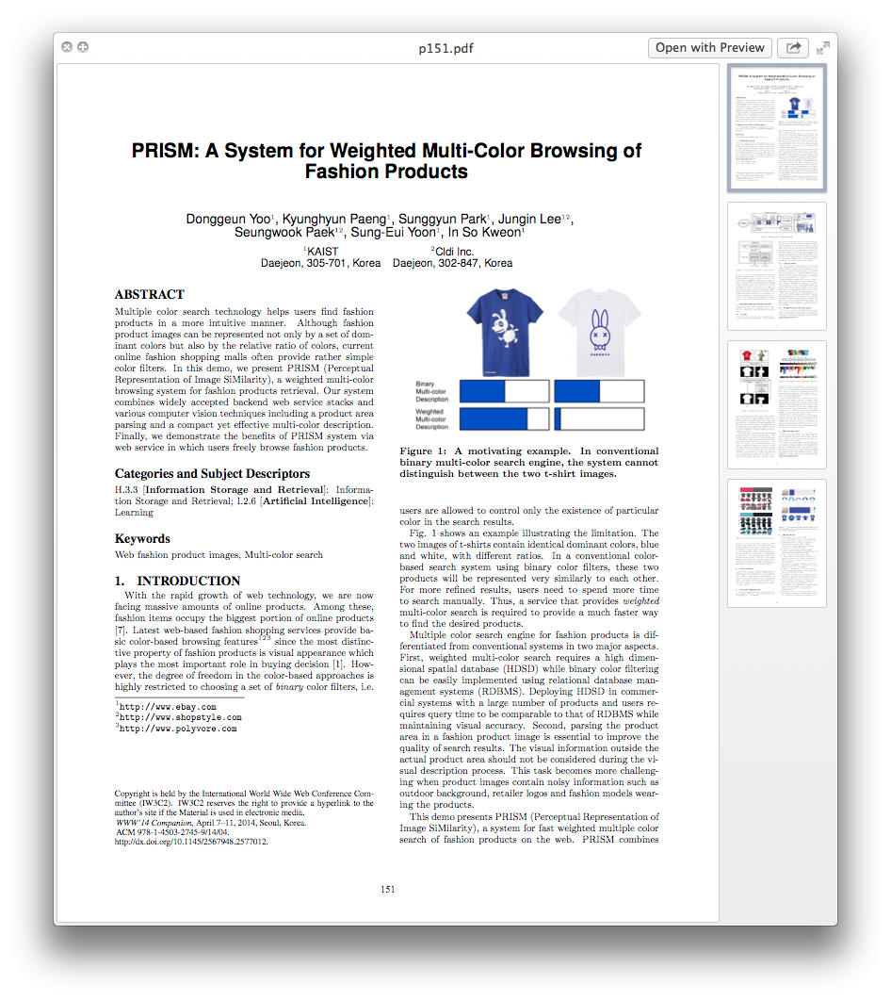 p151.pdf
Open with Preview
PRISM: A System for Weighted Multi-Color Browsing of
Fashion Products
Donggeun Yoo¹, Kyunghyun Paeng¹, Sunggyun Park¹, Jungin Lee¹²,
Seungwook Paek¹², Sung-Eui Yoon¹, In So Kweon¹
¹KAIST
Daejeon, 305-701, Korea
²Cldi Inc.
Daejeon, 302-847, Korea
ABSTRACT
Multiple color search technology helps users find fashion
products in a more intuitive manner. Although fashion
product images can be represented not only by a set of dom-
inant colors but also by the relative ratio of colors, current
online fashion shopping malls often provide rather simple
color filters. In this demo, we present PRISM (Perceptual
Representation of Image SiMilarity), a weighted multi-color
browsing system for fashion products retrieval. Our system
combines widely accepted backend web service stacks and
various computer vision techniques including a product area
parsing and a compact yet effective multi-color description.
Finally, we demonstrate the benefits of PRISM system via
web service in which users freely browse fashion products.
Categories and Subject Descriptors
H.3.3 [Information Storage and Retrieval]: Informa-
tion Storage and Retrieval; I.2.6 [Artificial Intelligence]:
Learning
Keywords
Web fashion product images, Multi-color search
1. INTRODUCTION
With the rapid growth of web technology, we are now
facing massive amounts of online products. Among these,
fashion items occupy the biggest portion of online products
[7]. Latest web-based fashion shopping services provide ba-
sic color-based browsing features¹²³ since the most distinc-
tive property of fashion products is visual appearance which
plays the most important role in buying decision [1]. How-
ever, the degree of freedom in the color-based approaches is
highly restricted to choosing a set of binary color filters, i.e.
¹http://www.ebay.com
²http://www.shopstyle.com
³http://www.polyvore.com
Copyright is held by the International World Wide Web Conference Com-
mittee (IW3C2). IW3C2 reserves the right to provide a hyperlink to the
author's site if the Material is used in electronic media.
WWW'14 Companion, April 7–11, 2014, Seoul, Korea.
ACM 978-1-4503-2745-9/14/04.
http://dx.doi.org/10.1145/2567948.2577012.
Binary
Multi-color
Description
Weighted
Multi-color
Description
Figure 1: A motivating example. In conventional
binary multi-color search engine, the system cannot
distinguish between the two t-shirt images.
users are allowed to control only the existence of particular
color in the search results.
Fig. 1 shows an example illustrating the limitation. The
two images of t-shirts contain identical dominant colors, blue
and white, with different ratios. In a conventional color-
based search system using binary color filters, these two
products will be represented very similarly to each other.
For more refined results, users need to spend more time
to search manually. Thus, a service that provides weighted
multi-color search is required to provide a much faster way
to find the desired products.
Multiple color search engine for fashion products is dif-
ferentiated from conventional systems in two major aspects.
First, weighted multi-color search requires a high dimen-
sional spatial database (HDSD) while binary color filtering
can be easily implemented using relational database man-
agement systems (RDBMS). Deploying HDSD in commer-
cial systems with a large number of products and users re-
quires query time to be comparable to that of RDBMS while
maintaining visual accuracy. Second, parsing the product
area in a fashion product image is essential to improve the
quality of search results. The visual information outside the
actual product area should not be considered during the vi-
sual description process. This task becomes more challeng-
ing when product images contain noisy information such as
outdoor background, retailer logos and fashion models wear-
ing the products.
This demo presents PRISM (Perceptual Representation of
Image SiMilarity), a system for fast weighted multiple color
search of fashion products on the web. PRISM combines
151
PRISM: A System for Weighted Multi-Color Browsing of
Fashion Products